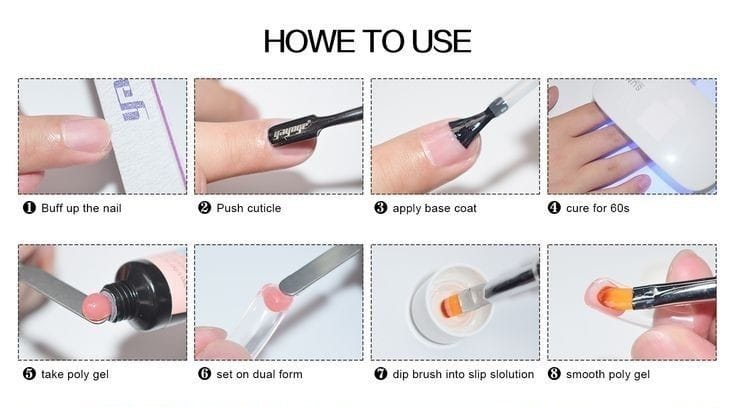 HOWE TO USE
❶ Buff up the nail
❷ Push cuticle
yayoge
❸ apply base coat
❹ cure for 60s
SUN
❺ take poly gel
❻ set on dual form
❼ dip brush into slip slolution
❽ smooth poly gel